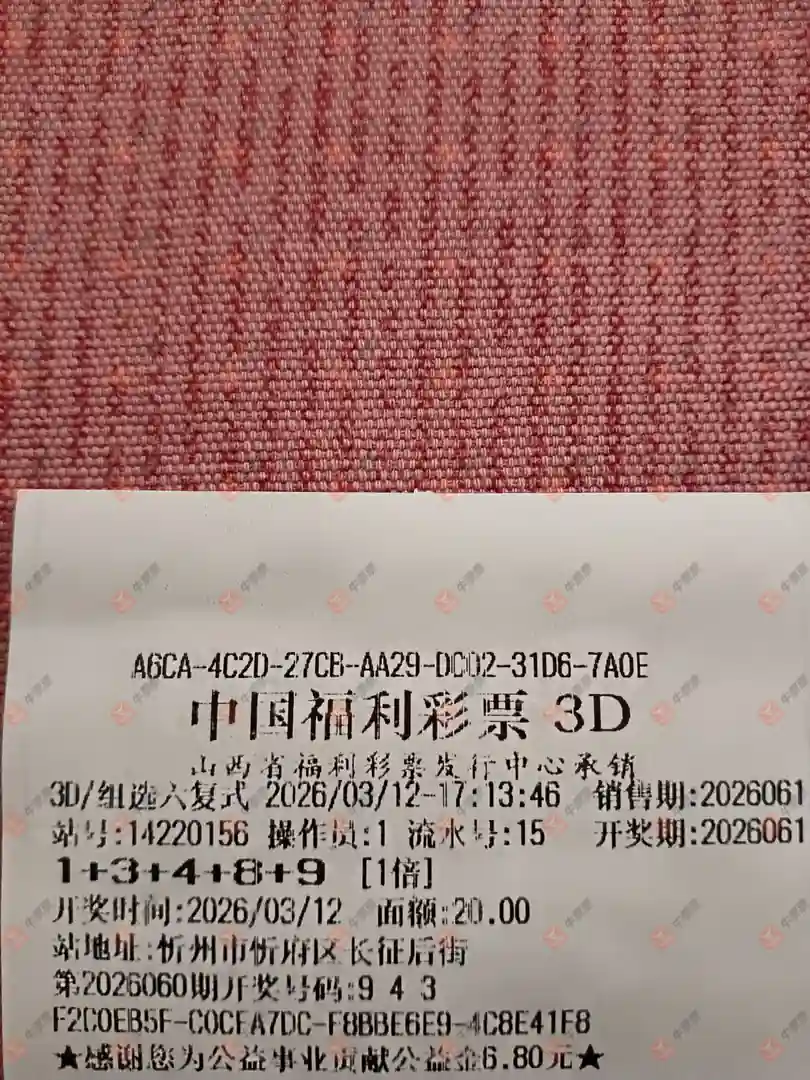 A6CA-4C2D-27CB-AA29-DC02-31D6-7A0E
中国福利彩票 3D
山西省福利彩票发行中心承销
3D/组选六复式 2026/03/12-17:13:46 销售期:2026061
站号:14220156 操作员:1 流水号:15 开奖期:2026061
1+3+4+8+9 [1倍]
开奖时间:2026/03/12 面额:20.00
站地址:忻州市忻府区长征后街
第2026060期开奖号码:9 4 3
F2C0EB5F-C0CFA7DC-F8BBE6E9-4C8E41F8
★感谢您为公益事业贡献公益金6.80元★